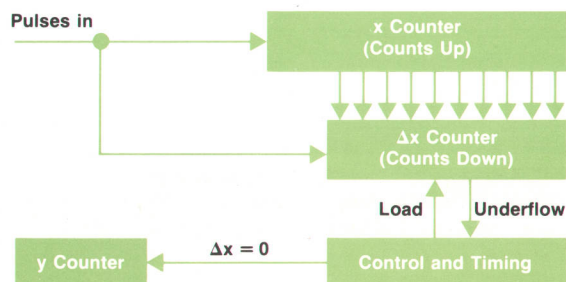 Pulses in
x Counter
(Counts Up)
Δx Counter
(Counts Down)
Load
Underflow
y Counter
Δx = 0
Control and Timing